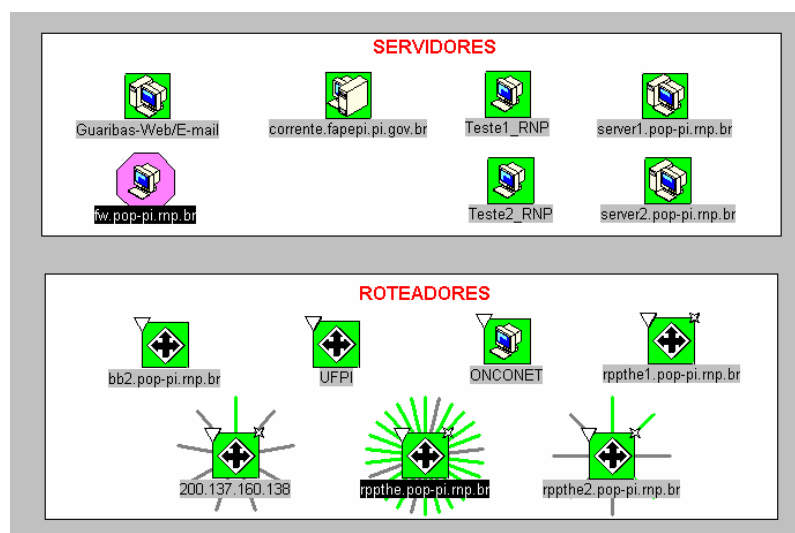 SERVIDORES
Guaribas-Web/E-mail
corrente.fapepi.pi.gov.br
Teste1_RNP
server1.pop-pi.rnp.br
fw.pop-pi.rnp.br
Teste2_RNP
server2.pop-pi.rnp.br
ROTEADORES
bb2.pop-pi.rnp.br
UFPI
ONCONET
rppthe1.pop-pi.rnp.br
200.137.160.138
rppthe.pop-pi.rnp.br
rppthe2.pop-pi.rnp.br